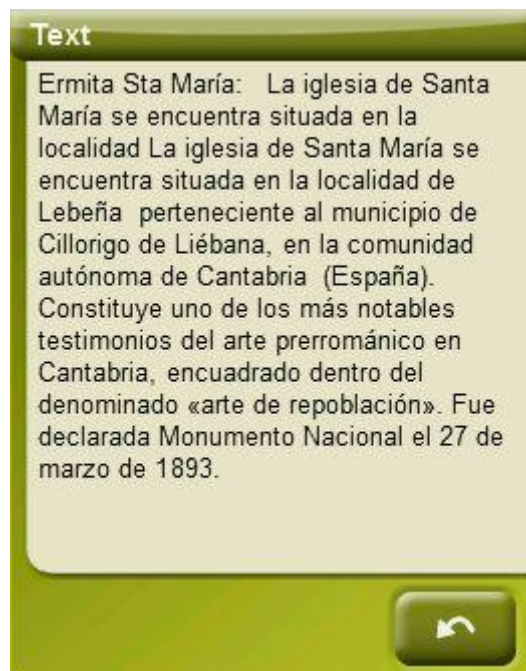 Text
Ermita Sta María:   La iglesia de Santa
María se encuentra situada en la
localidad La iglesia de Santa María se
encuentra situada en la localidad de
Lebeña  perteneciente al municipio de
Cillorigo de Liébana, en la comunidad
autónoma de Cantabria  (España).
Constituye uno de los más notables
testimonios del arte prerrománico en
Cantabria, encuadrado dentro del
denominado «arte de repoblación». Fue
declarada Monumento Nacional el 27 de
marzo de 1893.